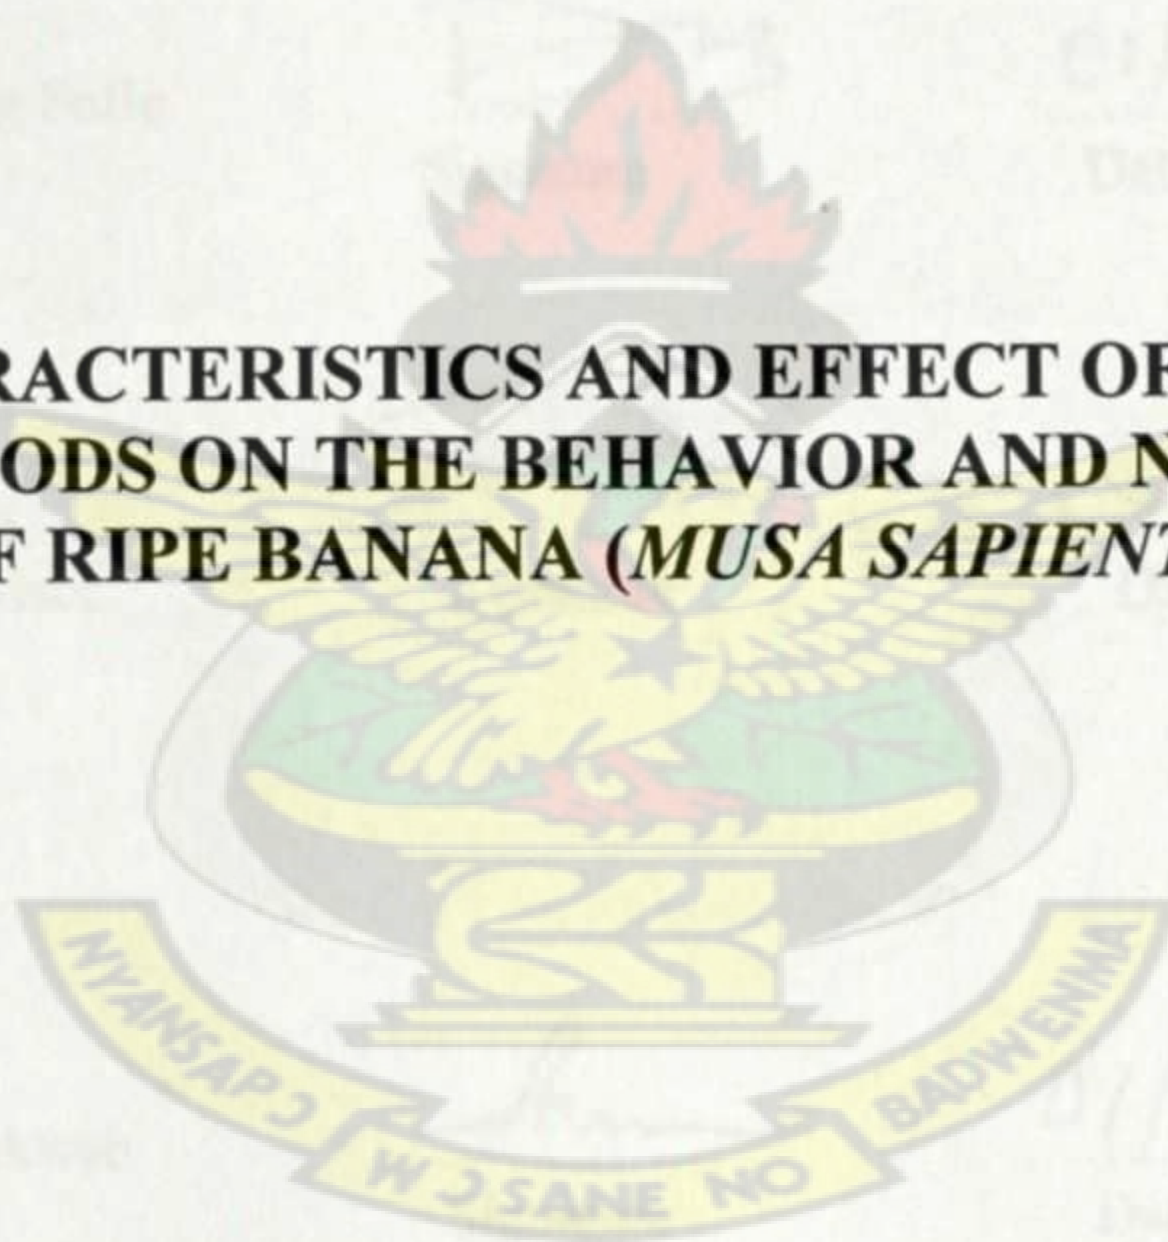 RACTERISTICS AND EFFECT OF
ODS ON THE BEHAVIOR AND N
F RIPE BANANA (MUSA SAPIENT
NYANSAPƆ
WƆSANE NO
BADWENMA